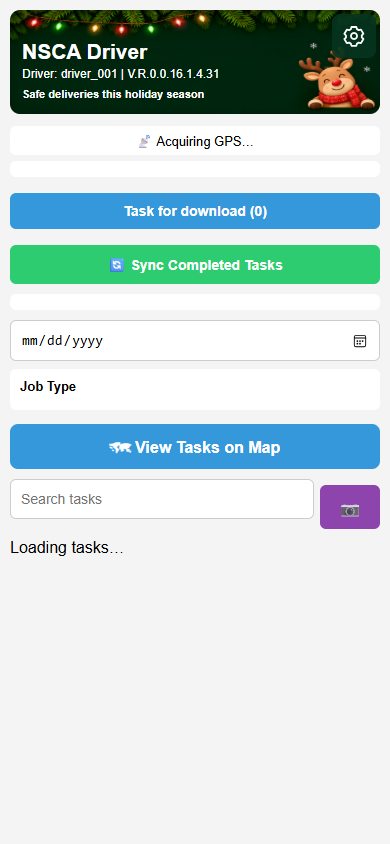 NSCA Driver
Driver: driver_001 | V.R.0.0.16.1.4.31
Safe deliveries this holiday season
Acquiring GPS...
Task for download (0)
Sync Completed Tasks
mm/dd/yyyy
Job Type
View Tasks on Map
Search tasks
Loading tasks…